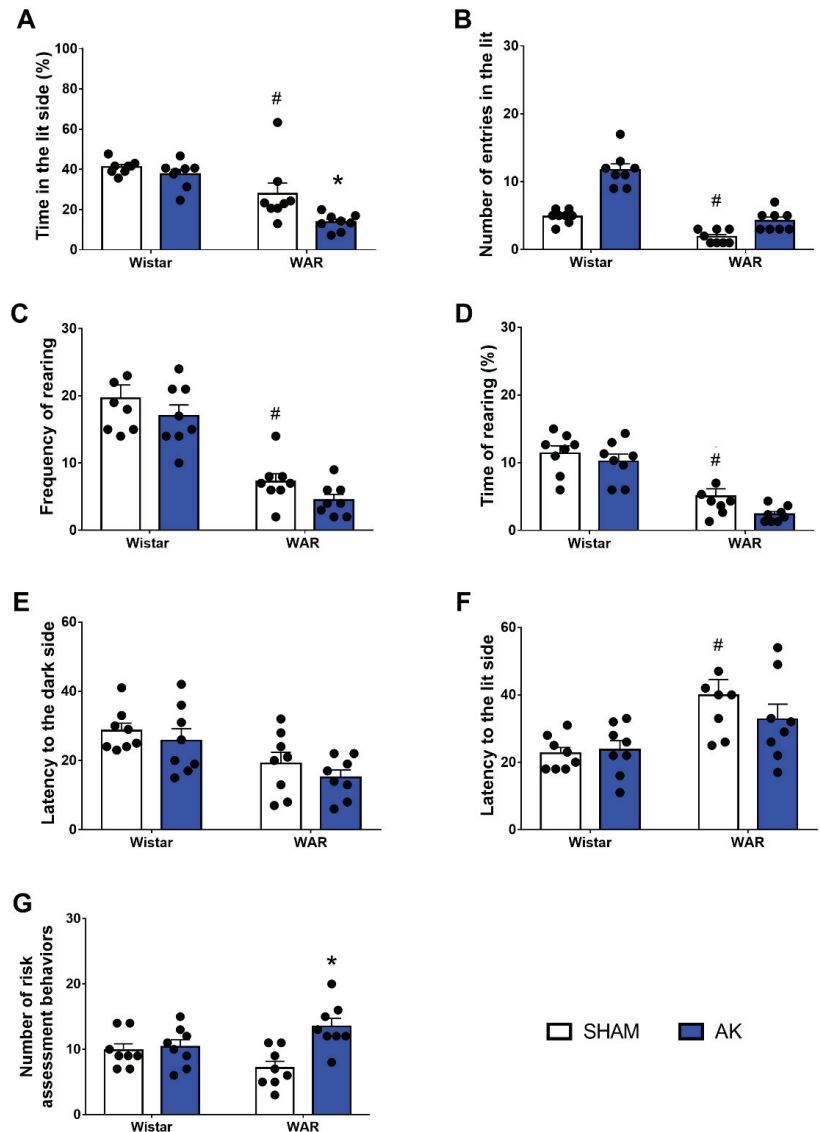 A
Time in the lit side (%)
100
80
60
40
20
0
#
*
Wistar WAR
B
Number of entries in the lit
30
20
10
0
#
Wistar WAR
C
Frequency of rearing
30
20
10
0
#
Wistar WAR
D
Time of rearing (%)
30
20
10
0
#
Wistar WAR
E
Latency to the dark side
60
40
20
0
Wistar WAR
F
Latency to the lit side
60
40
20
0
#
Wistar WAR
G
Number of risk
assessment behaviors
30
20
10
0
*
Wistar WAR
SHAM AK